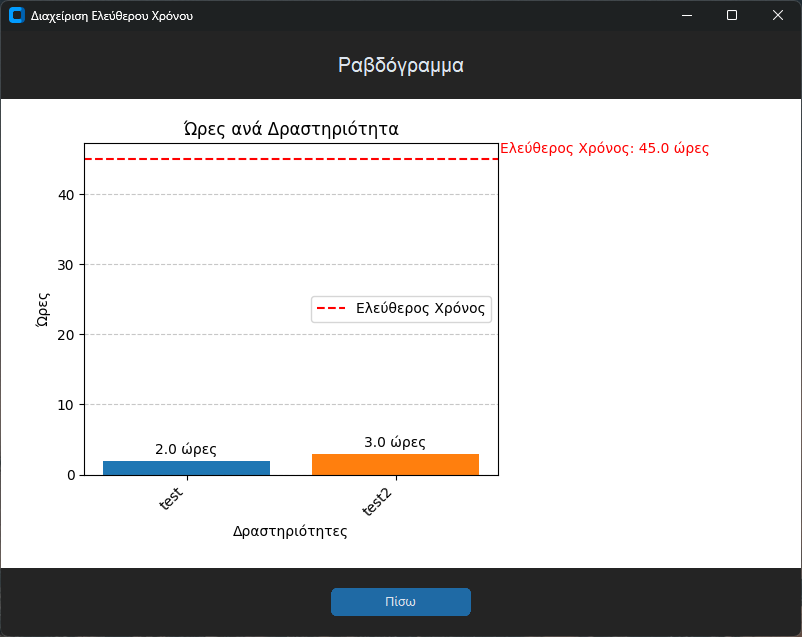 Διαχείριση Ελεύθερου Χρόνου
Ραβδόγραμμα
Ώρες ανά Δραστηριότητα
Ελεύθερος Χρόνος: 45.0 ώρες
40
30
Ώρες
Ελεύθερος Χρόνος
20
10
3.0 ώρες
2.0 ώρες
0
test
test2
Δραστηριότητες
Πίσω